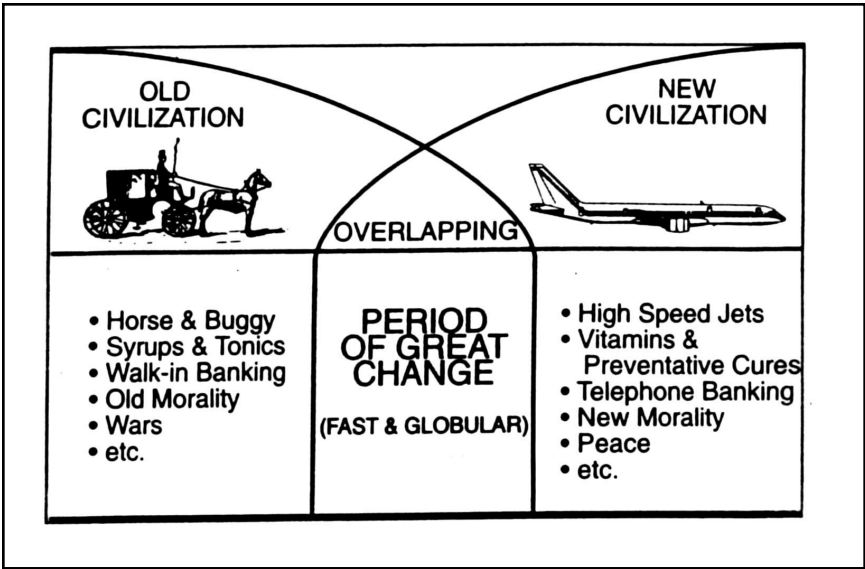 OLD
CIVILIZATION
NEW
CIVILIZATION
OVERLAPPING
• Horse & Buggy
• Syrups & Tonics
• Walk-in Banking
• Old Morality
• Wars
• etc.
PERIOD
OF GREAT
CHANGE
(FAST & GLOBULAR)
• High Speed Jets
• Vitamins &
Preventative Cures
• Telephone Banking
• New Morality
• Peace
• etc.